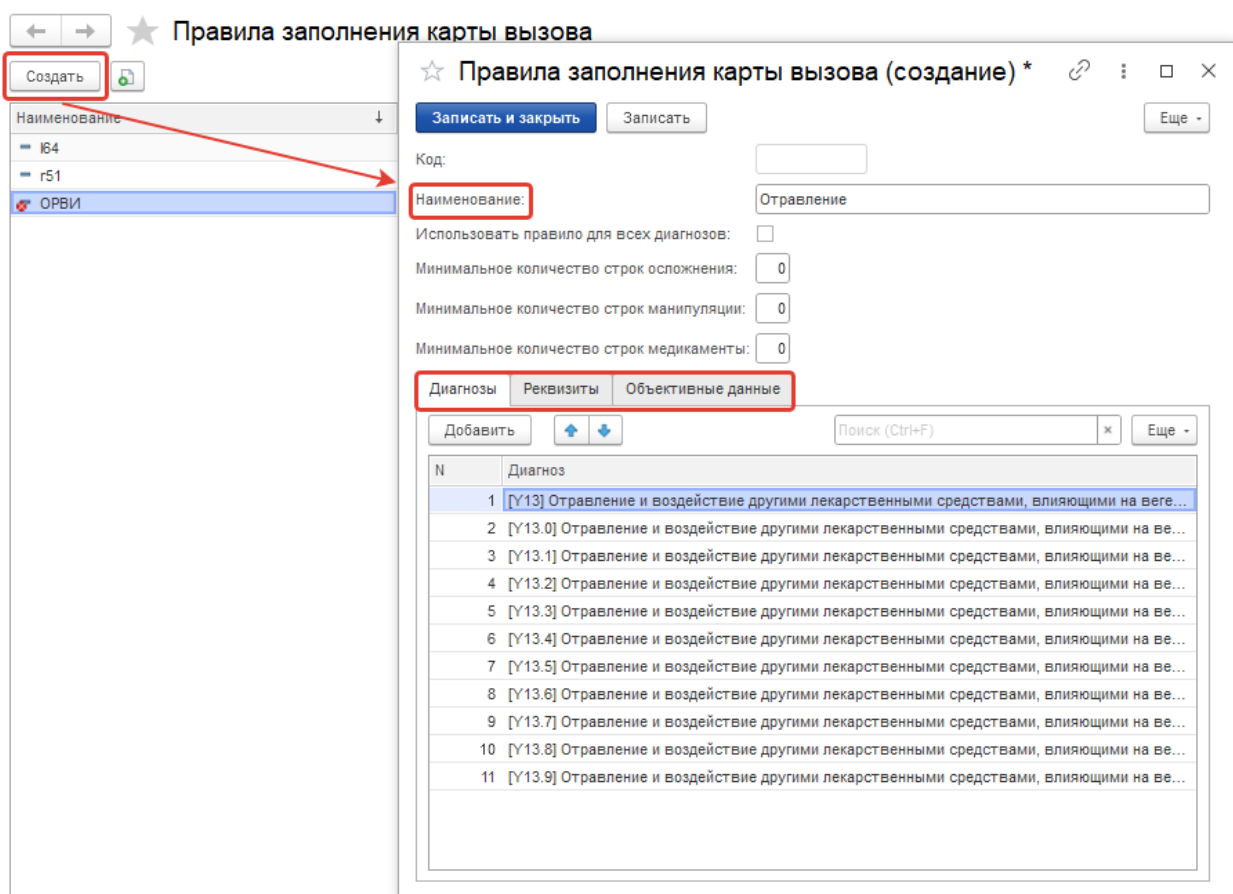 Правила заполнения карты вызова
Создать
Наименование ↓
I64
r51
ОРВИ
Правила заполнения карты вызова (создание) *
Записать и закрыть
Записать
Еще
Код:
Наименование: Отравление
Использовать правило для всех диагнозов:
Минимальное количество строк осложнения: 0
Минимальное количество строк манипуляции: 0
Минимальное количество строк медикаменты: 0
Диагнозы Реквизиты Объективные данные
Добавить Поиск (Ctrl+F) × Еще
N Диагноз
1 [Y13] Отравление и воздействие другими лекарственными средствами, влияющими на веге...
2 [Y13.0] Отравление и воздействие другими лекарственными средствами, влияющими на ве...
3 [Y13.1] Отравление и воздействие другими лекарственными средствами, влияющими на ве...
4 [Y13.2] Отравление и воздействие другими лекарственными средствами, влияющими на ве...
5 [Y13.3] Отравление и воздействие другими лекарственными средствами, влияющими на ве...
6 [Y13.4] Отравление и воздействие другими лекарственными средствами, влияющими на ве...
7 [Y13.5] Отравление и воздействие другими лекарственными средствами, влияющими на ве...
8 [Y13.6] Отравление и воздействие другими лекарственными средствами, влияющими на ве...
9 [Y13.7] Отравление и воздействие другими лекарственными средствами, влияющими на ве...
10 [Y13.8] Отравление и воздействие другими лекарственными средствами, влияющими на ве...
11 [Y13.9] Отравление и воздействие другими лекарственными средствами, влияющими на ве...